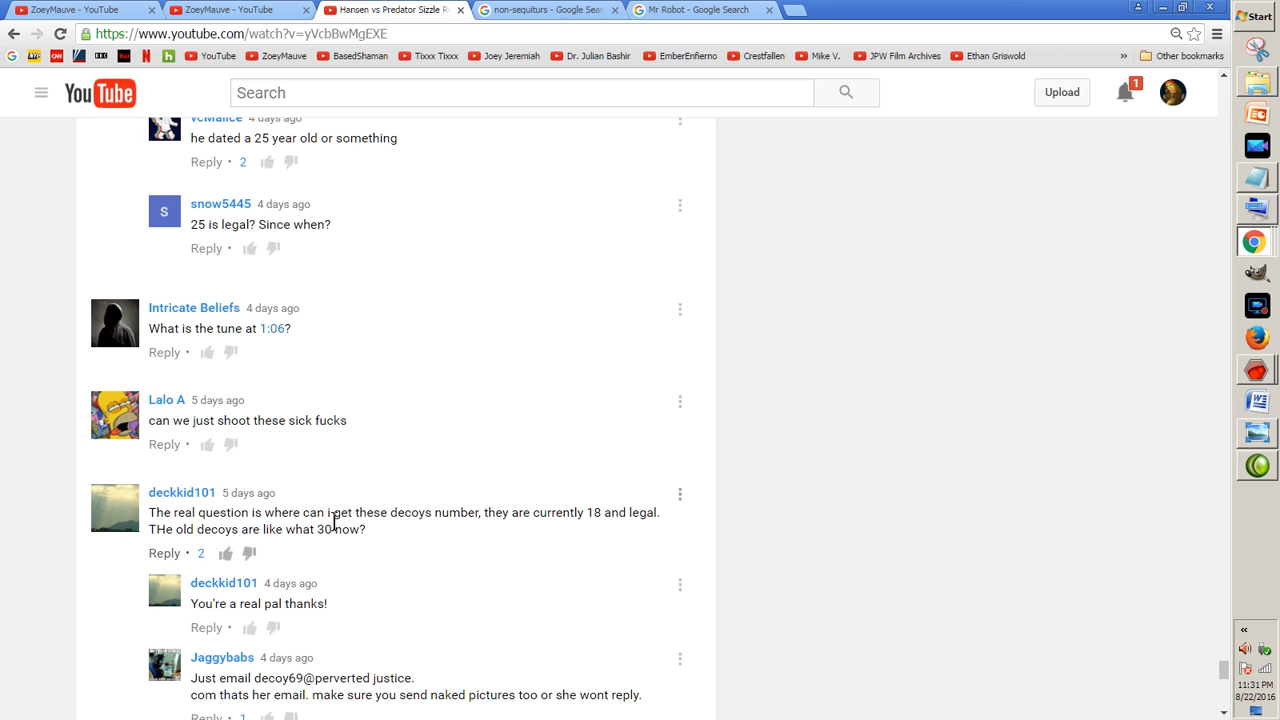 ZoeyMauve - YouTube
ZoeyMauve - YouTube
Hansen vs Predator Sizzle R
non-sequiturs - Google Sea
Mr Robot - Google Search
https://www.youtube.com/watch?v=yVcbBwMgEXE
YouTube
ZoeyMauve
BasedShaman
Tixxx Tixxx
Joey Jeremiah
Dr. Julian Bashir
EmberEnfierno
Crestfallen
Mike V.
JPW Film Archives
Ethan Griswold
»
Other bookmarks
Start
YouTube
Search
Upload
1
vcMalice 4 days ago
he dated a 25 year old or something
Reply • 2
S
snow5445 4 days ago
25 is legal? Since when?
Reply •
Intricate Beliefs 4 days ago
What is the tune at 1:06?
Reply •
Lalo A 5 days ago
can we just shoot these sick fucks
Reply •
deckkid101 5 days ago
The real question is where can i get these decoys number, they are currently 18 and legal.
THe old decoys are like what 30 now?
Reply • 2
deckkid101 4 days ago
You're a real pal thanks!
Reply •
Jaggybabs 4 days ago
Just email decoy69@perverted justice.
com thats her email. make sure you send naked pictures too or she wont reply.
Reply • 1
«
11:31 PM
8/22/2016